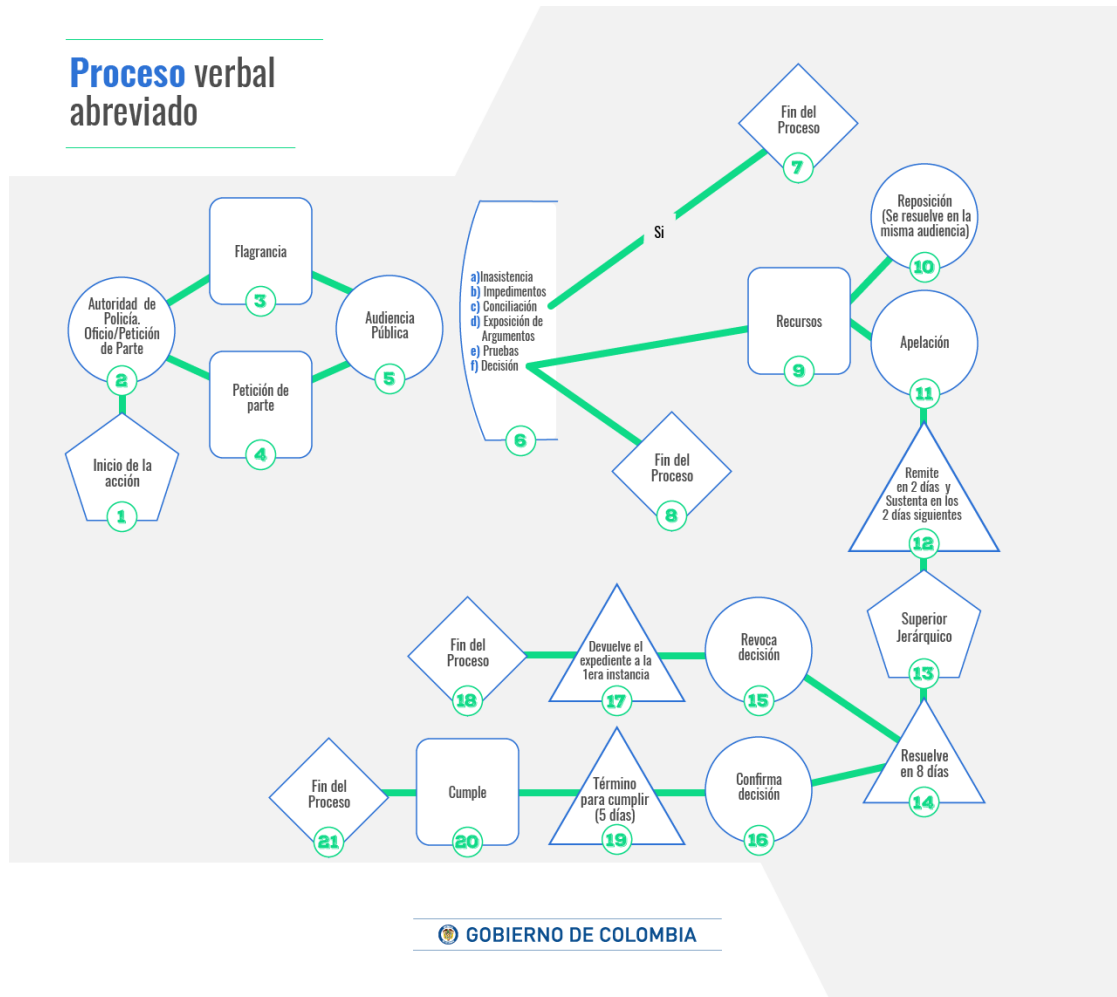 Proceso verbal
abreviado
Inicio de la
acción
1
Autoridad de
Policía.
Oficio/Petición
de Parte
2
Flagrancia
3
Petición de
parte
4
Audiencia
Pública
5
a)Inasistencia
b) Impedimentos
c) Conciliación
d) Exposición de
Argumentos
e) Pruebas
f) Decisión
6
Si
Fin del
Proceso
7
Fin del
Proceso
8
Recursos
9
Reposición
(Se resuelve en la
misma audiencia)
10
Apelación
11
Remite
en 2 días y
Sustenta en los
2 días siguientes
12
Superior
Jerárquico
13
Resuelve
en 8 días
14
Revoca
decisión
15
Confirma
decisión
16
Devuelve el
expediente a la
1era instancia
17
Fin del
Proceso
18
Término
para cumplir
(5 días)
19
Cumple
20
Fin del
Proceso
21
GOBIERNO DE COLOMBIA